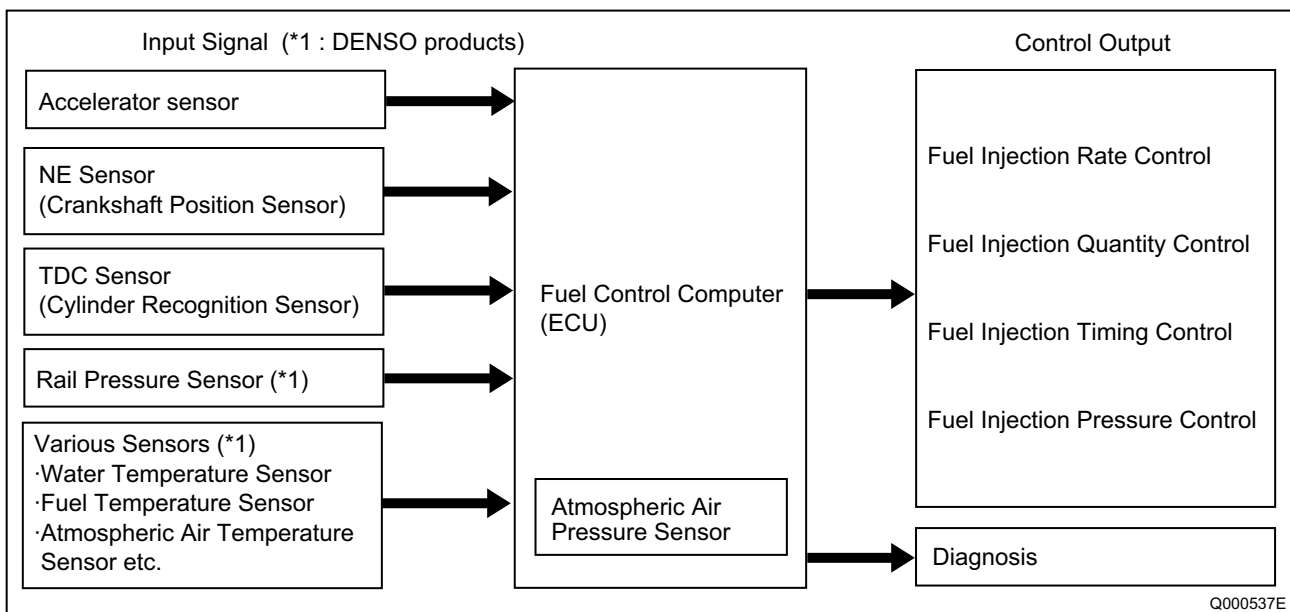 Input Signal (*1 : DENSO products)
Control Output
Accelerator sensor
NE Sensor
(Crankshaft Position Sensor)
TDC Sensor
(Cylinder Recognition Sensor)
Rail Pressure Sensor (*1)
Various Sensors (*1)
·Water Temperature Sensor
·Fuel Temperature Sensor
·Atmospheric Air Temperature
Sensor etc.
Fuel Control Computer
(ECU)
Atmospheric Air
Pressure Sensor
Fuel Injection Rate Control
Fuel Injection Quantity Control
Fuel Injection Timing Control
Fuel Injection Pressure Control
Diagnosis
Q000537E